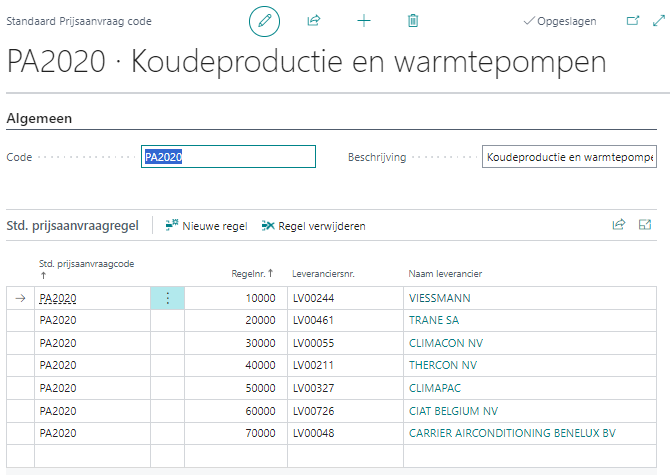 Standaard Prijsaanvraag code
Opgeslagen
PA2020 · Koudeproductie en warmtepompen
Algemeen
Code PA2020 Beschrijving Koudeproductie en warmtepompe
Std. prijsaanvraagregel Nieuwe regel Regel verwijderen
Std. prijsaanvraagcode ↑ Regelnr. ↑ Leveranciersnr. Naam leverancier
→ PA2020 10000 LV00244 VIESSMANN
PA2020 20000 LV00461 TRANE SA
PA2020 30000 LV00055 CLIMACON NV
PA2020 40000 LV00211 THERCON NV
PA2020 50000 LV00327 CLIMAPAC
PA2020 60000 LV00726 CIAT BELGIUM NV
PA2020 70000 LV00048 CARRIER AIRCONDITIONING BENELUX BV